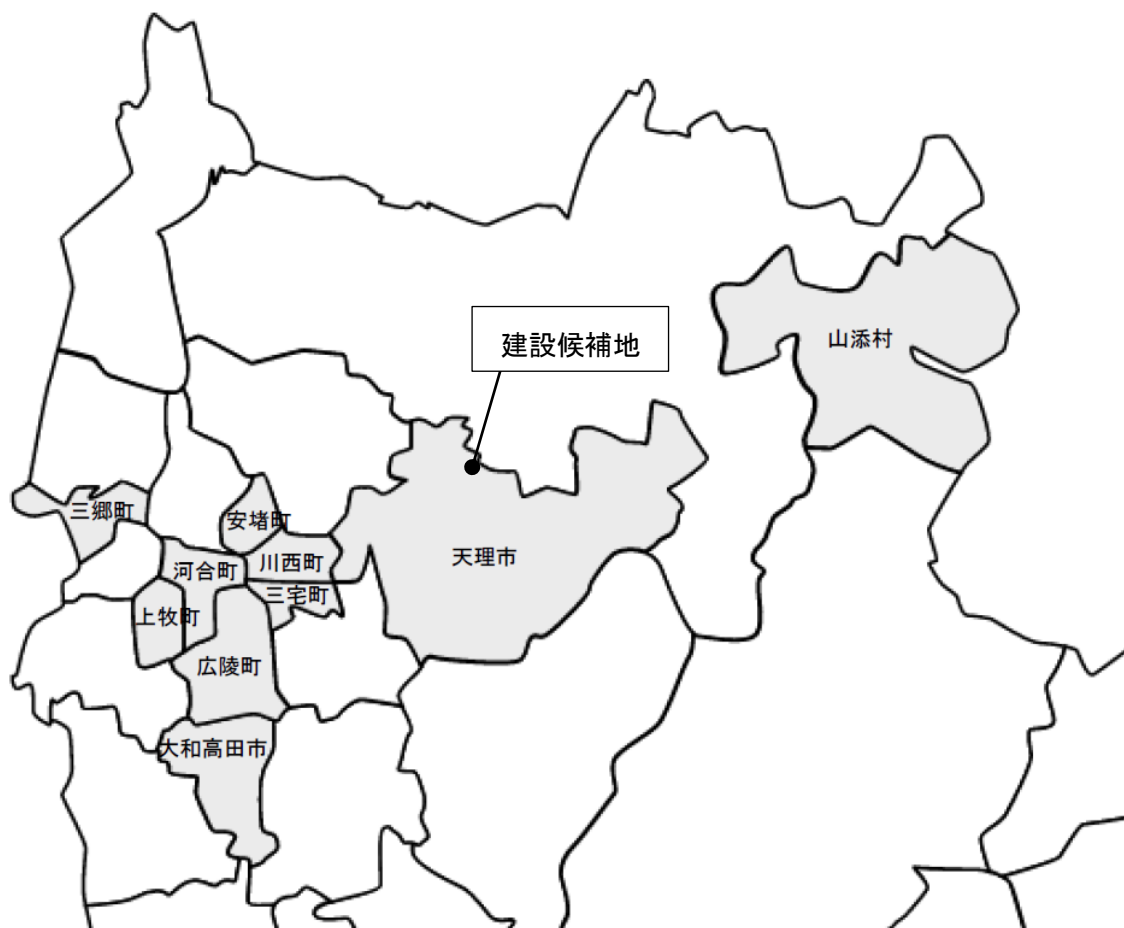 建設候補地
山添村
三郷町
安堵町
天理市
川西町
河合町
三宅町
上牧町
広陵町
大和高田市